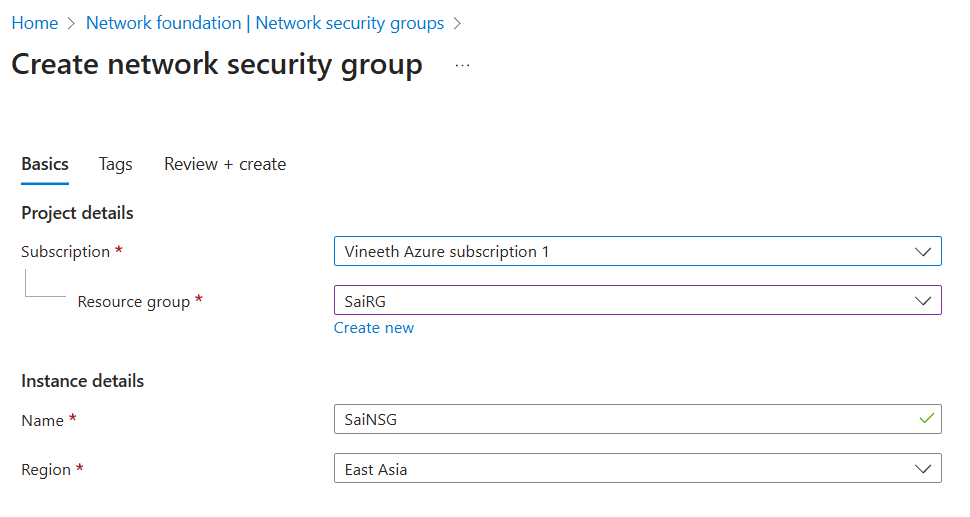 Home > Network foundation | Network security groups >
Create network security group ...
Basics Tags Review + create
Project details
Subscription * Vineeth Azure subscription 1
Resource group * SaiRG
Create new
Instance details
Name * SaiNSG
Region * East Asia